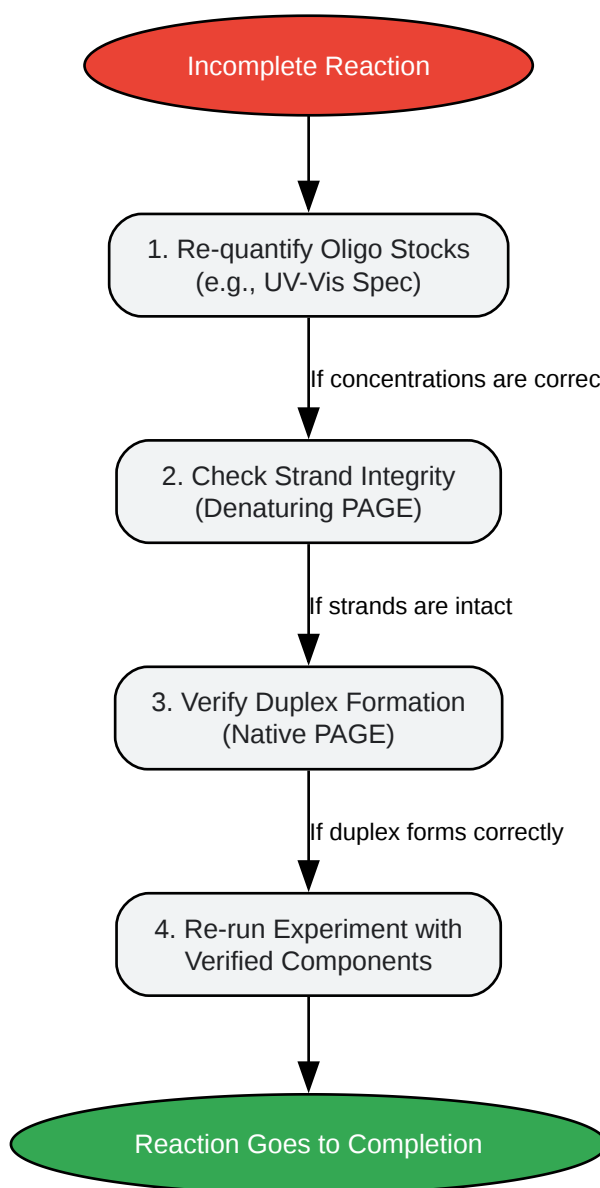 Incomplete Reaction
1. Re-quantify Oligo Stocks
(e.g., UV-Vis Spec)
If concentrations are correc
2. Check Strand Integrity
(Denaturing PAGE)
If strands are intact
3. Verify Duplex Formation
(Native PAGE)
If duplex forms correctly
4. Re-run Experiment with
Verified Components
Reaction Goes to Completion